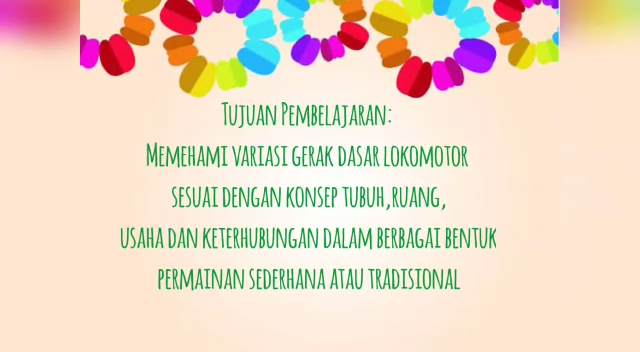 Tujuan Pembelajaran:
Memehami variasi gerak dasar lokomotor
sesuai dengan konsep tubuh,ruang,
usaha dan keterhubungan dalam berbagai bentuk
permainan sederhana atau tradisional